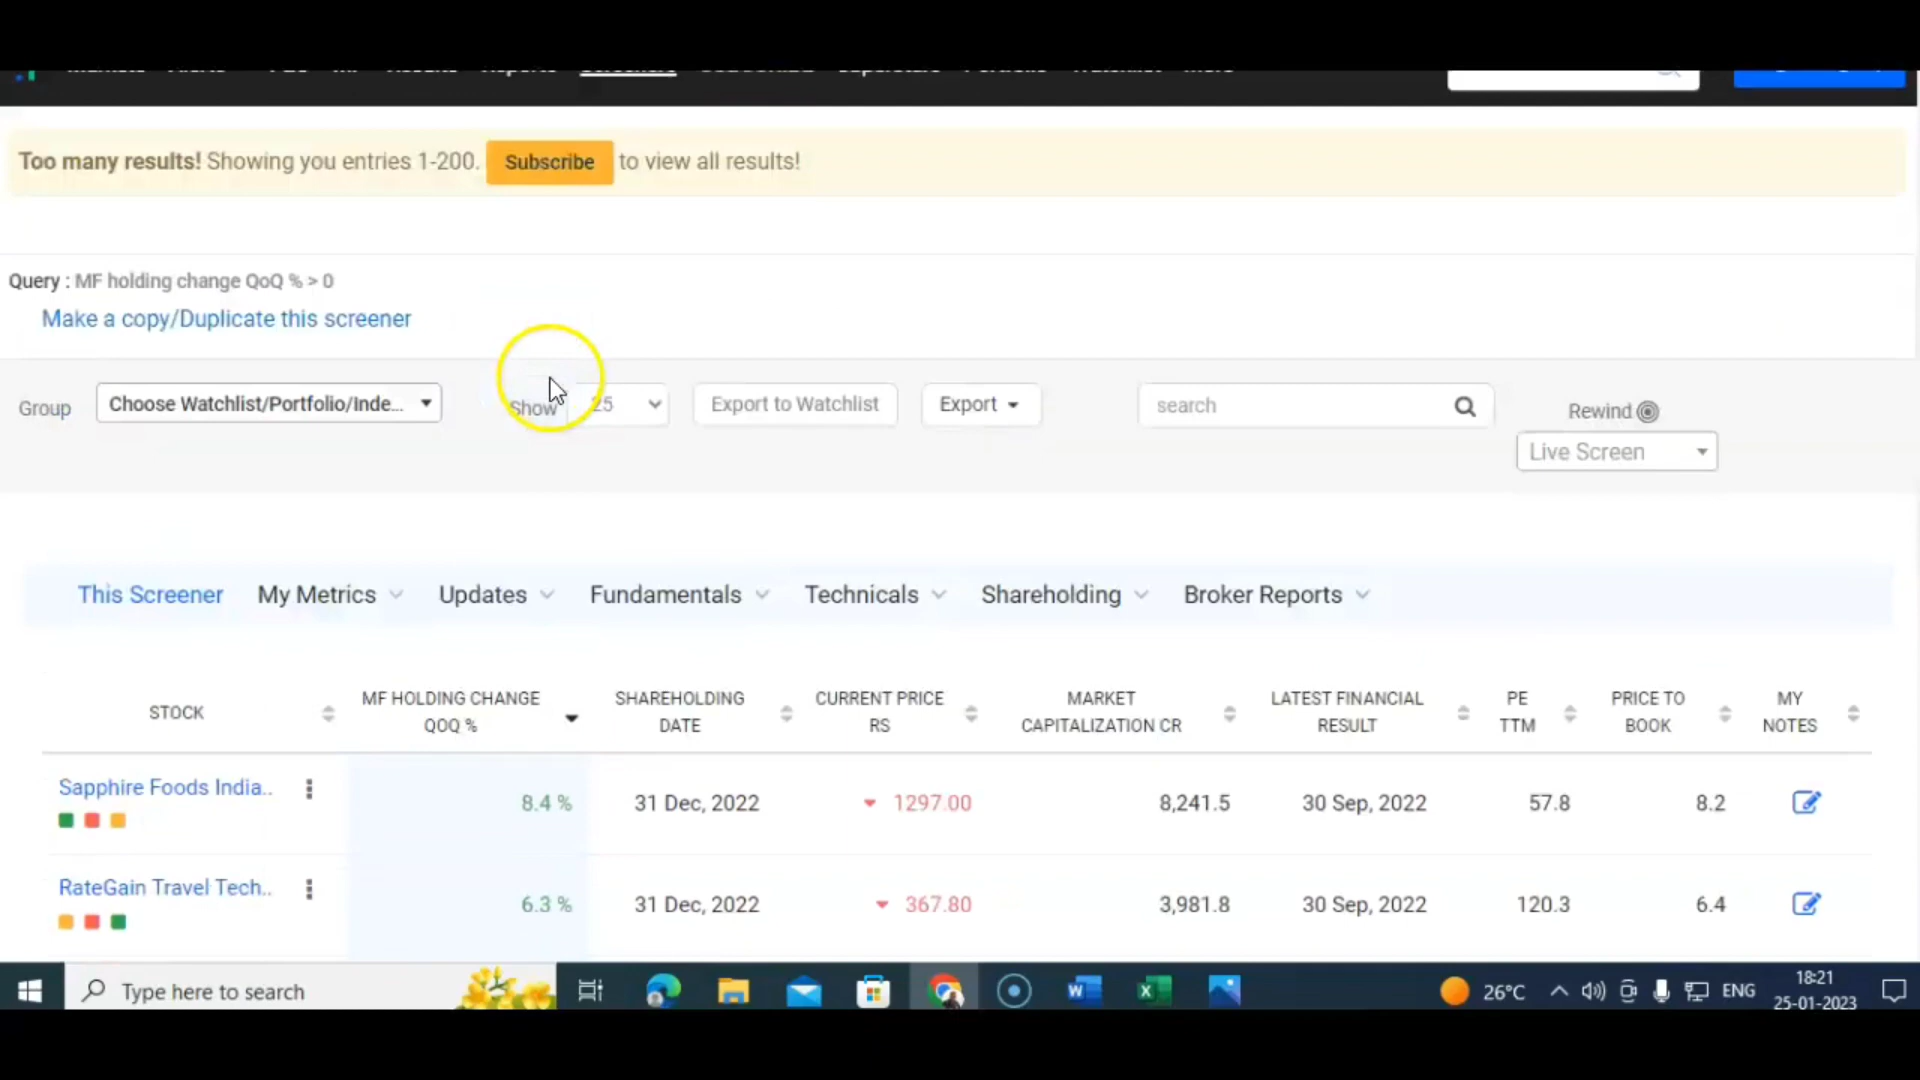 Too many results! Showing you entries 1-200. Subscribe to view all results!
Query : MF holding change QoQ % > 0
Make a copy/Duplicate this screener
Group Choose Watchlist/Portfolio/Inde... Show 25 Export to Watchlist Export search Rewind
Live Screen
This Screener My Metrics Updates Fundamentals Technicals Shareholding Broker Reports
STOCK MF HOLDING CHANGE QOQ % SHAREHOLDING DATE CURRENT PRICE RS MARKET CAPITALIZATION CR LATEST FINANCIAL RESULT PE TTM PRICE TO BOOK MY NOTES
Sapphire Foods India.. 8.4 % 31 Dec, 2022 1297.00 8,241.5 30 Sep, 2022 57.8 8.2
RateGain Travel Tech.. 6.3 % 31 Dec, 2022 367.80 3,981.8 30 Sep, 2022 120.3 6.4
Type here to search 26°C ENG 18:21
25-01-2023